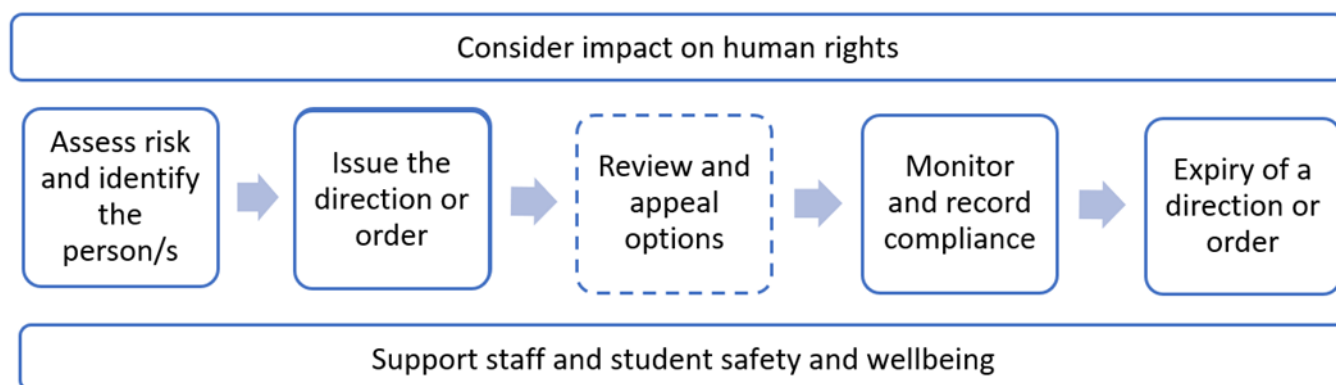 Consider impact on human rights
Assess risk
and identify
the
person/s
Issue the
direction or
order
Review and
appeal
options
Monitor
and record
compliance
Expiry of a
direction or
order
Support staff and student safety and wellbeing